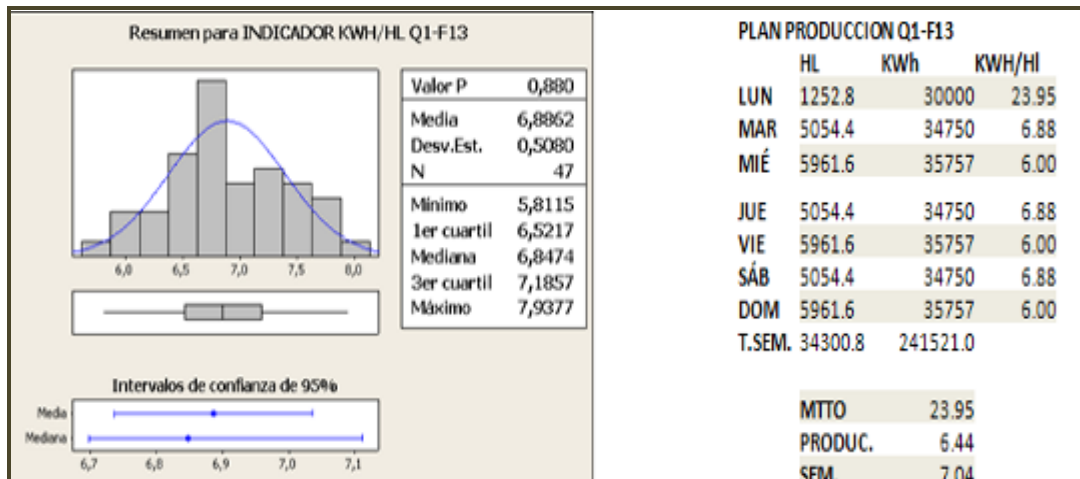 Resumen para INDICADOR KWH/HL Q1-F13
6,0 6,5 7,0 7,5 8,0
Valor P 0,880
Media 6,8862
Desv.Est. 0,5080
N 47
Mínimo 5,8115
1er cuartil 6,5217
Mediana 6,8474
3er cuartil 7,1857
Máximo 7,9377
Intervalos de confianza de 95%
Media
Mediana
6,7 6,8 6,9 7,0 7,1
PLAN PRODUCCION Q1-F13
HL KWh KWH/Hl
LUN 1252.8 30000 23.95
MAR 5054.4 34750 6.88
MIÉ 5961.6 35757 6.00
JUE 5054.4 34750 6.88
VIE 5961.6 35757 6.00
SÁB 5054.4 34750 6.88
DOM 5961.6 35757 6.00
T.SEM. 34300.8 241521.0
MTTO 23.95
PRODUC. 6.44
SEM. 7.04